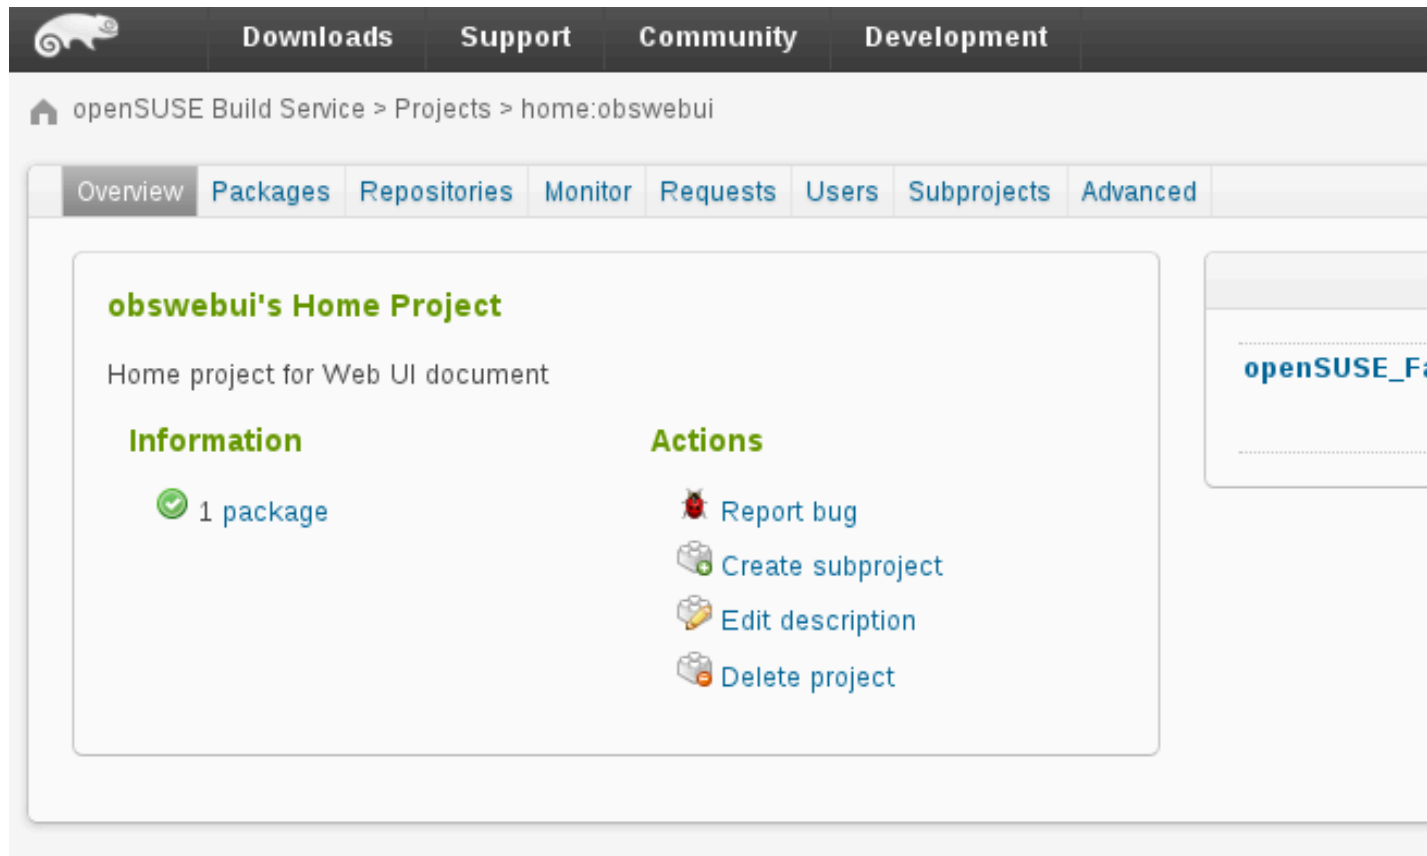 Downloads Support Community Development
openSUSE Build Service > Projects > home:obswebui
Overview Packages Repositories Monitor Requests Users Subprojects Advanced
obswebui's Home Project
Home project for Web UI document
Information
1 package
Actions
Report bug
Create subproject
Edit description
Delete project